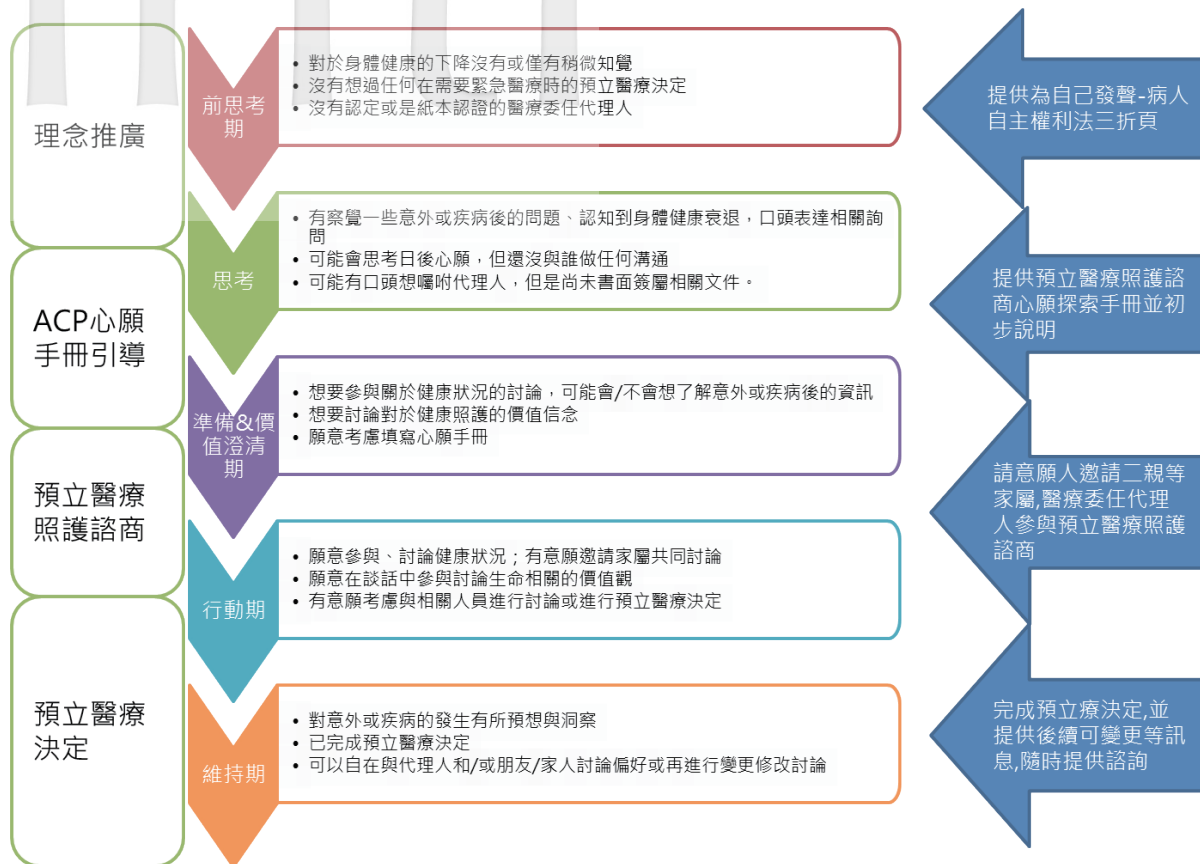 理念推廣
ACP心願
手冊引導
預立醫療
照護諮商
預立醫療
決定
前思考
期
• 對於身體健康的下降沒有或僅有稍微知覺
• 沒有想過任何在需要緊急醫療時的預立醫療決定
• 沒有認定或是紙本認證的醫療委任代理人
思考
• 有察覺一些意外或疾病後的問題、認知到身體健康衰退，口頭表達相關詢
問
• 可能會思考日後心願，但還沒與誰做任何溝通
• 可能有口頭想囑咐代理人，但是尚未書面簽屬相關文件。
準備&價
值澄清
期
• 想要參與關於健康狀況的討論，可能會/不會想了解意外或疾病後的資訊
• 想要討論對於健康照護的價值信念
• 願意考慮填寫心願手冊
行動期
• 願意參與、討論健康狀況；有意願邀請家屬共同討論
• 願意在談話中參與討論生命相關的價值觀
• 有意願考慮與相關人員進行討論或進行預立醫療決定
維持期
• 對意外或疾病的發生有所預想與洞察
• 已完成預立醫療決定
• 可以自在與代理人和/或朋友/家人討論偏好或再進行變更修改討論
提供為自己發聲-病人
自主權利法三折頁
提供預立醫療照護諮
商心願探索手冊並初
步說明
請意願人邀請二親等
家屬,醫療委任代理
人參與預立醫療照護
諮商
完成預立療決定,並
提供後續可變更等訊
息,隨時提供諮詢